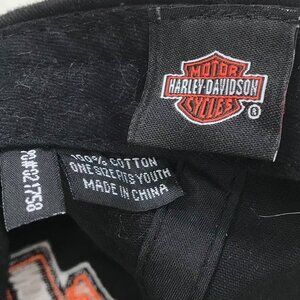 MOTOR
HARLEY-DAVIDSON
CYCLES
®
100% COTTON
ONE SIZE FITS YOUTH
MADE IN CHINA